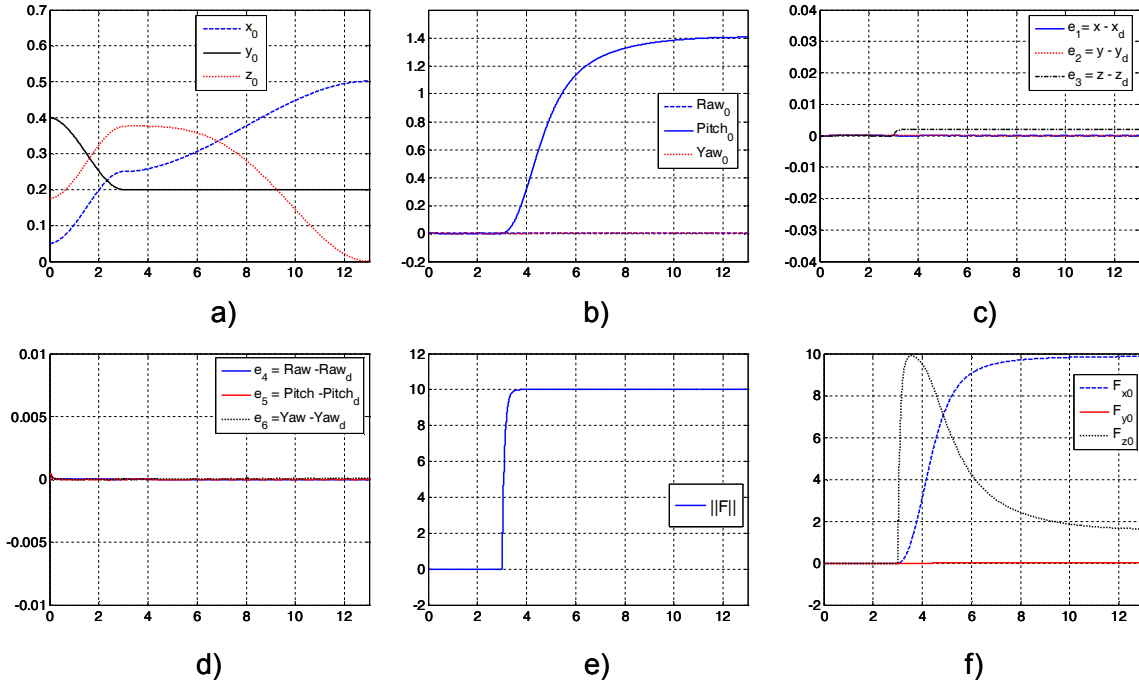 0.7
0.6
0.5
0.4
0.3
0.2
0.1
0
0 2 4 6 8 10 12
x0
y0
z0
a)
1.4
1.2
1
0.8
0.6
0.4
0.2
0
-0.2
0 2 4 6 8 10 12
Raw0
Pitch0
Yaw0
b)
0.04
0.03
0.02
0.01
0
-0.01
-0.02
-0.03
-0.04
0 2 4 6 8 10 12
e1= x - xd
e2 = y - yd
e3 = z - zd
c)
0.01
0.005
0
-0.005
-0.01
0 2 4 6 8 10 12
e4 = Raw -Rawd
e5 = Pitch -Pitchd
e6 =Yaw -Yawd
d)
12
10
8
6
4
2
0
-2
0 2 4 6 8 10 12
||F||
e)
10
8
6
4
2
0
-2
0 2 4 6 8 10 12
Fx0
Fy0
Fz0
f)